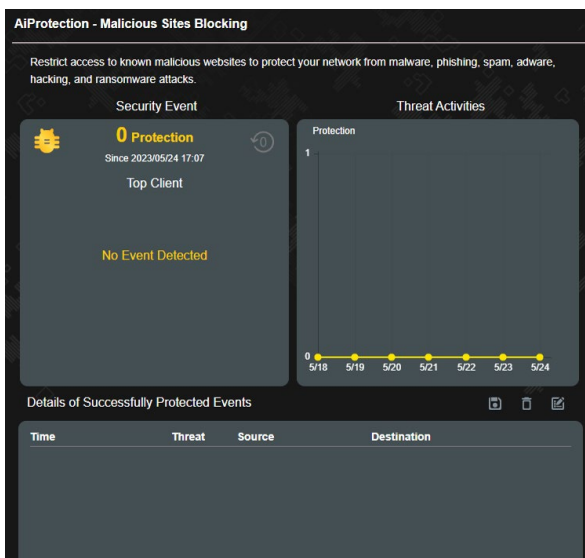 AiProtection - Malicious Sites Blocking
Restrict access to known malicious websites to protect your network from malware, phishing, spam, adware,
hacking, and ransomware attacks.
Security Event
0 Protection
Since 2023/05/24 17:07
0
Top Client
No Event Detected
Threat Activities
Protection
1
0
5/18 5/19 5/20 5/21 5/22 5/23 5/24
Details of Successfully Protected Events
Time Threat Source Destination